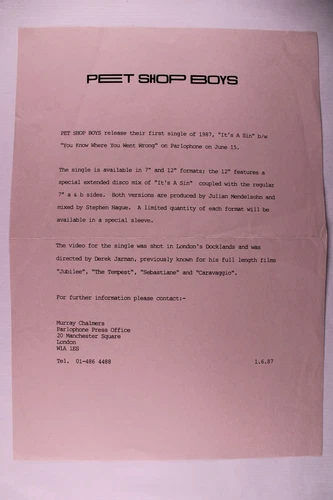 PET SHOP BOYS
PET SHOP BOYS release their first single of 1987, "It's A Sin" b/w
"You Know Where You Went Wrong" on Parlophone on June 15.
The single is available in 7" and 12" formats: the 12" features a
special extended disco mix of "It's A Sin" coupled with the regular
7" a & b sides. Both versions are produced by Julian Mendelsohn and
mixed by Stephen Hague. A limited quantity of each format will be
available in a special sleeve.
The video for the single was shot in London's Docklands and was
directed by Derek Jarman, previously known for his full length films
"Jubilee", "The Tempest", "Sebastiane" and "Caravaggio".
For further information please contact:-
Murray Chalmers
Parlophone Press Office
20 Manchester Square
London
W1A 1ES
Tel. 01-486 4488
1.6.87